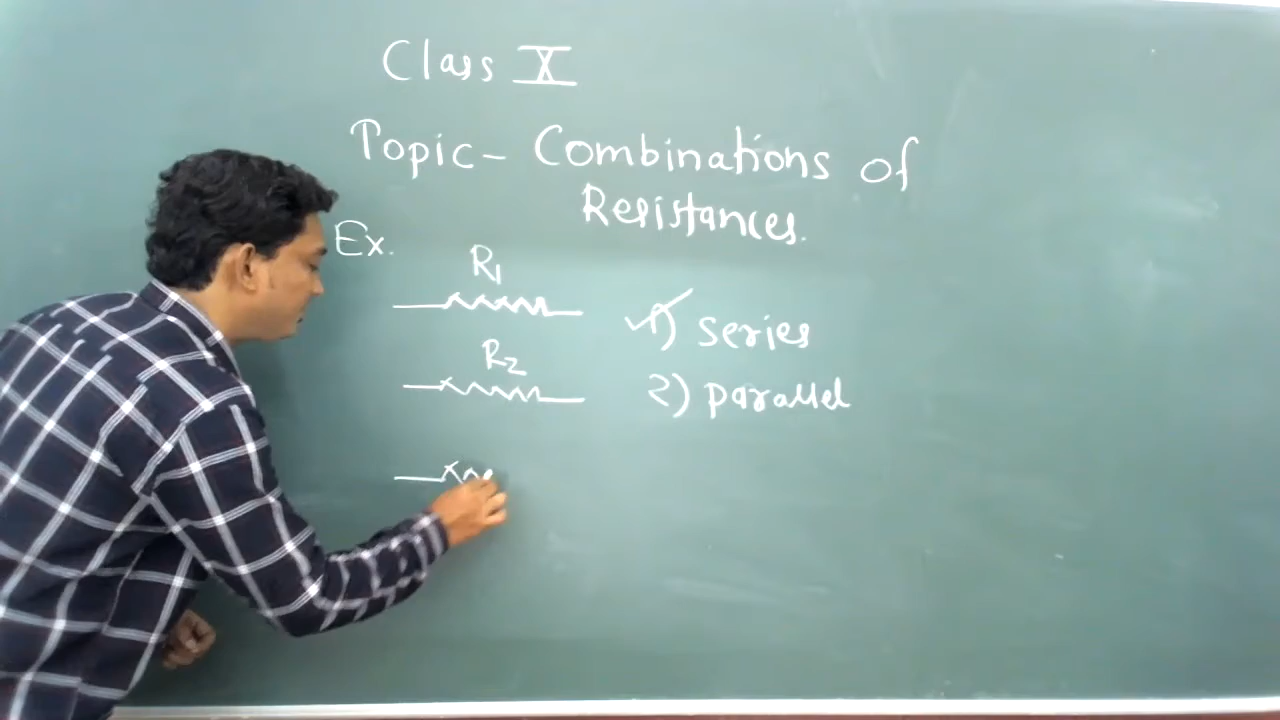 Class X
Topic - Combinations of
Resistances.
Ex.
R1
1) series
R2
2) parallel